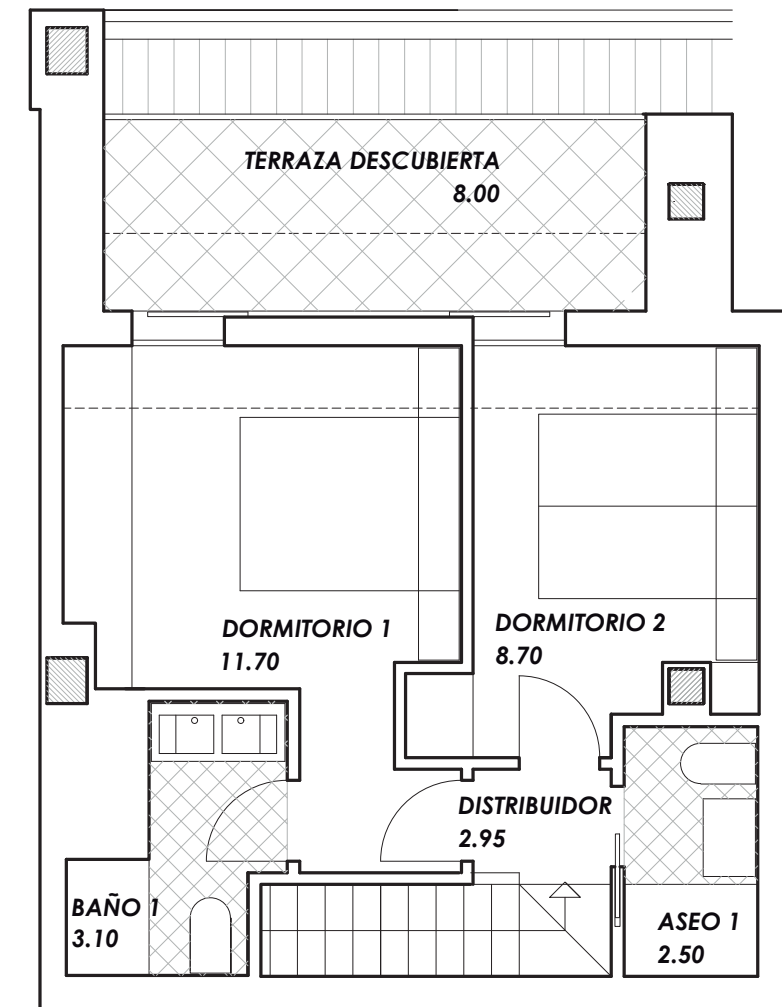 TERRAZA DESCUBIERTA
8.00
DORMITORIO 1
11.70
DORMITORIO 2
8.70
DISTRIBUIDOR
2.95
BAÑO 1
3.10
ASEO 1
2.50